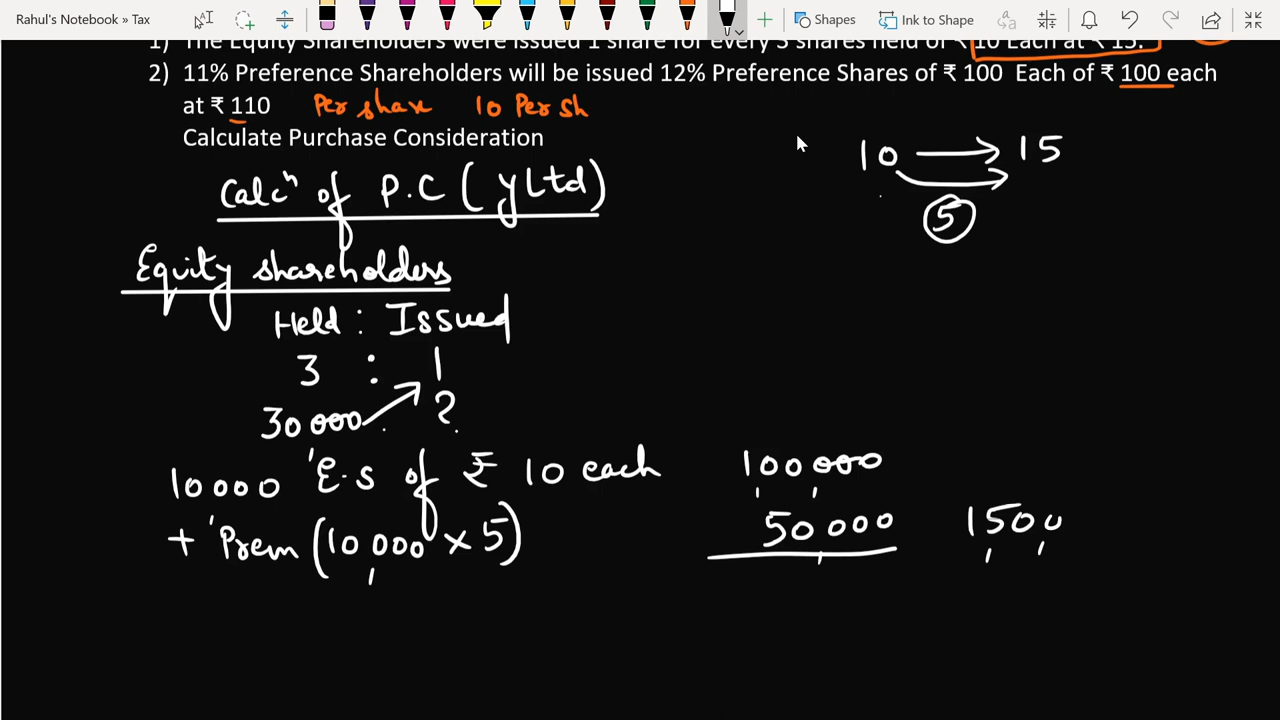 Rahul's Notebook » Tax
Shapes
Ink to Shape
1) The Equity Shareholders were issued 1 share for every 3 shares held of ₹ 10 Each at ₹ 15.
2) 11% Preference Shareholders will be issued 12% Preference Shares of ₹ 100 Each of ₹ 100 each
at ₹ 110 Per share 10 Per sh
Calculate Purchase Consideration
10 → 15
5
Calcⁿ of P.C (y Ltd)
Equity shareholders
Held : Issued
3 : 1
30000 ?
10000 E.S of ₹ 10 each 100000
+ Prem (10,000 × 5) 50000 1500